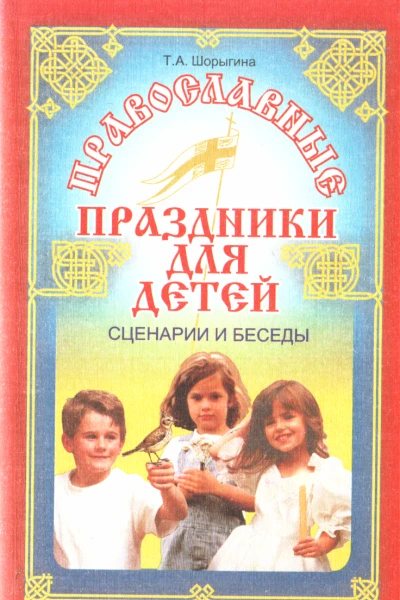 Т.А. Шорыгина
ПРАВОСЛАВНЫЕ
ПРАЗДНИКИ
ДЛЯ
ДЕТЕЙ
СЦЕНАРИИ И БЕСЕДЫ